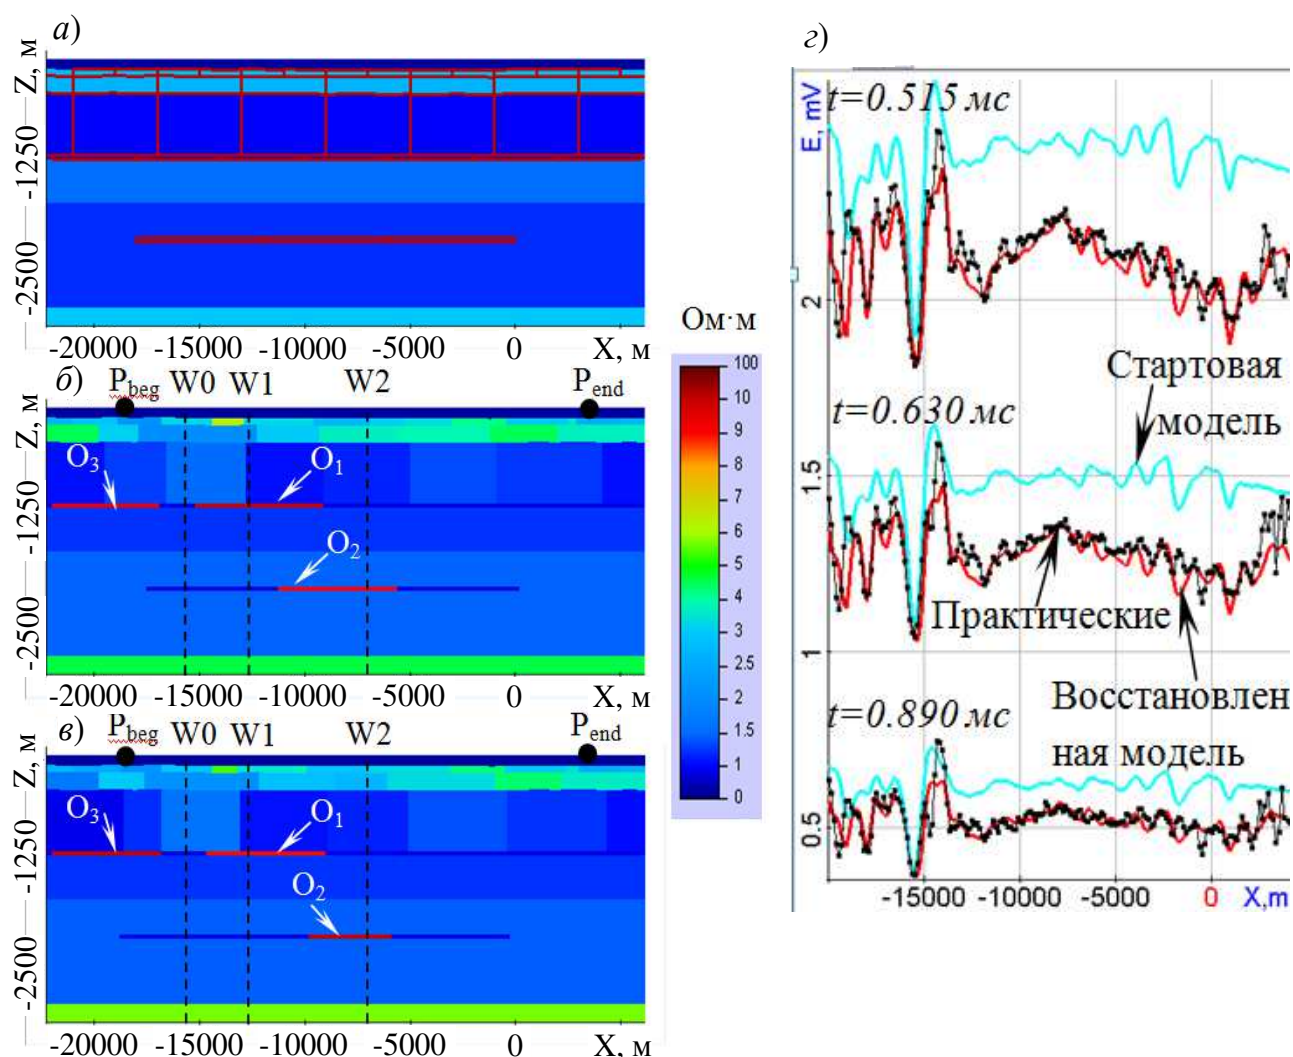 а)
Z, м
-1250
-2500
-20000 -15000 -10000 -5000 0 X, м
б)
P_beg W0 W1 W2 P_end
Z, м
-1250
-2500
O₃
O₁
O₂
-20000 -15000 -10000 -5000 0 X, м
в)
P_beg W0 W1 W2 P_end
Z, м
-1250
-2500
O₃
O₁
O₂
-20000 -15000 -10000 -5000 0 X, м
Ом·м
100
10
9
8
7
6
5
4
3
2.5
2
1.5
1
0
г)
E, mV
t=0.515 мс
2
Стартовая
модель
t=0.630 мс
1.5
Практические
1
Восстановлен
ная модель
t=0.890 мс
0.5
-15000 -10000 -5000 0 X,m